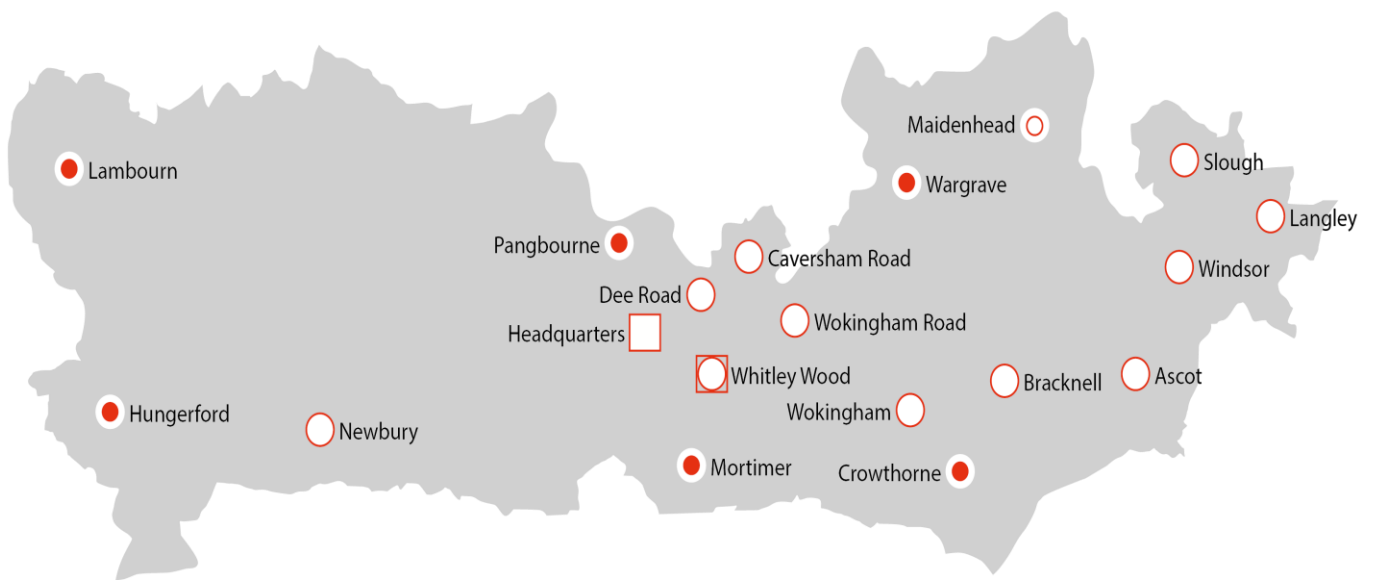 Maidenhead
Slough
Lambourn
Wargrave
Langley
Pangbourne
Caversham Road
Windsor
Dee Road
Wokingham Road
Headquarters
Whitley Wood
Bracknell
Ascot
Wokingham
Hungerford
Newbury
Mortimer
Crowthorne